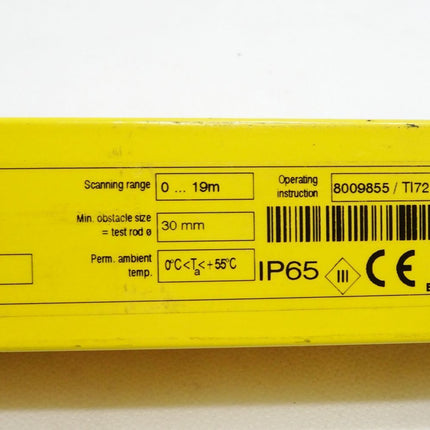 Scanning range 0 ... 19m Operating instruction 8009855 / TI72
Min. obstacle size = test rod ø 30 mm
Perm. ambient temp. 0°C<Ta<+55°C IP65 III CE